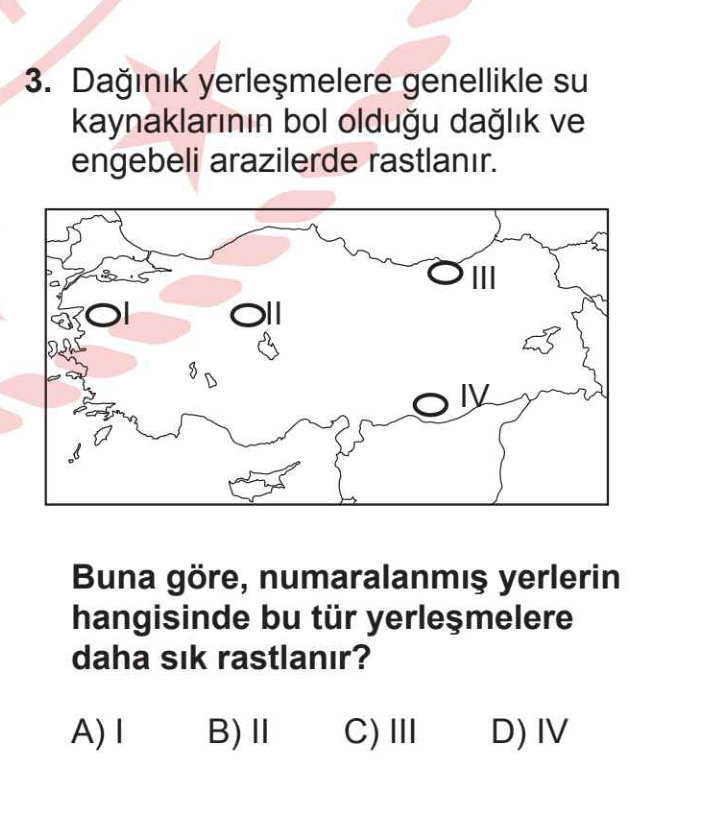 3. Dağınık yerleşmelere genellikle su
kaynaklarının bol olduğu dağlık ve
engebeli arazilerde rastlanır.
III
I
II
IV
Buna göre, numaralanmış yerlerin
hangisinde bu tür yerleşmelere
daha sık rastlanır?
A) I B) II C) III D) IV